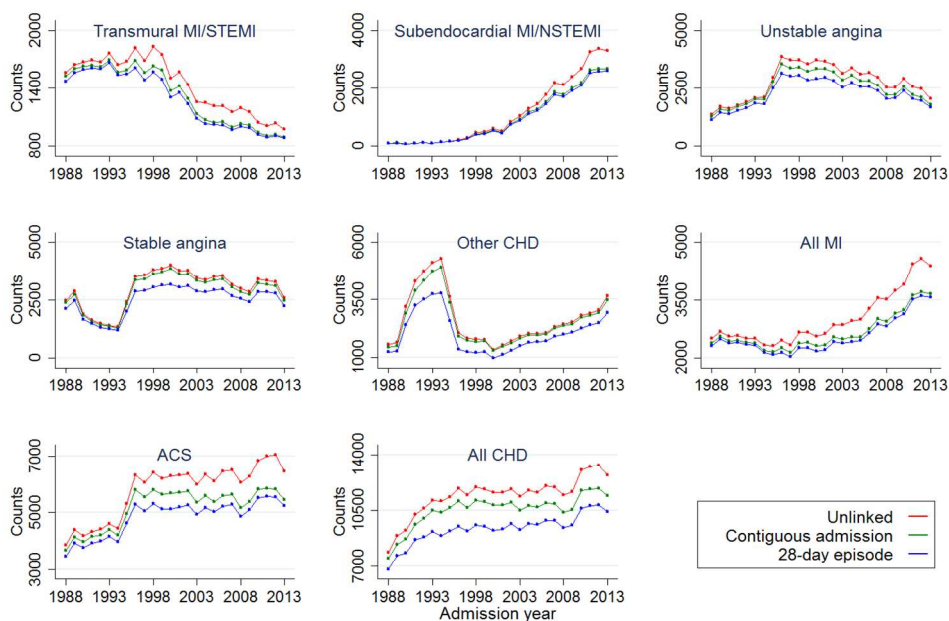 Transmural MI/STEMI
Counts
2000
1400
800
1988 1993 1998 2003 2008 2013
Subendocardial MI/NSTEMI
Counts
4000
2000
0
1988 1993 1998 2003 2008 2013
Unstable angina
Counts
5000
2500
0
1988 1993 1998 2003 2008 2013
Stable angina
Counts
5000
2500
0
1988 1993 1998 2003 2008 2013
Other CHD
Counts
6000
3500
1000
1988 1993 1998 2003 2008 2013
All MI
Counts
5000
3500
2000
1988 1993 1998 2003 2008 2013
ACS
Counts
7000
5000
3000
1988 1993 1998 2003 2008 2013
All CHD
Counts
14000
10500
7000
1988 1993 1998 2003 2008 2013
Admission year
Unlinked
Contiguous admission
28-day episode